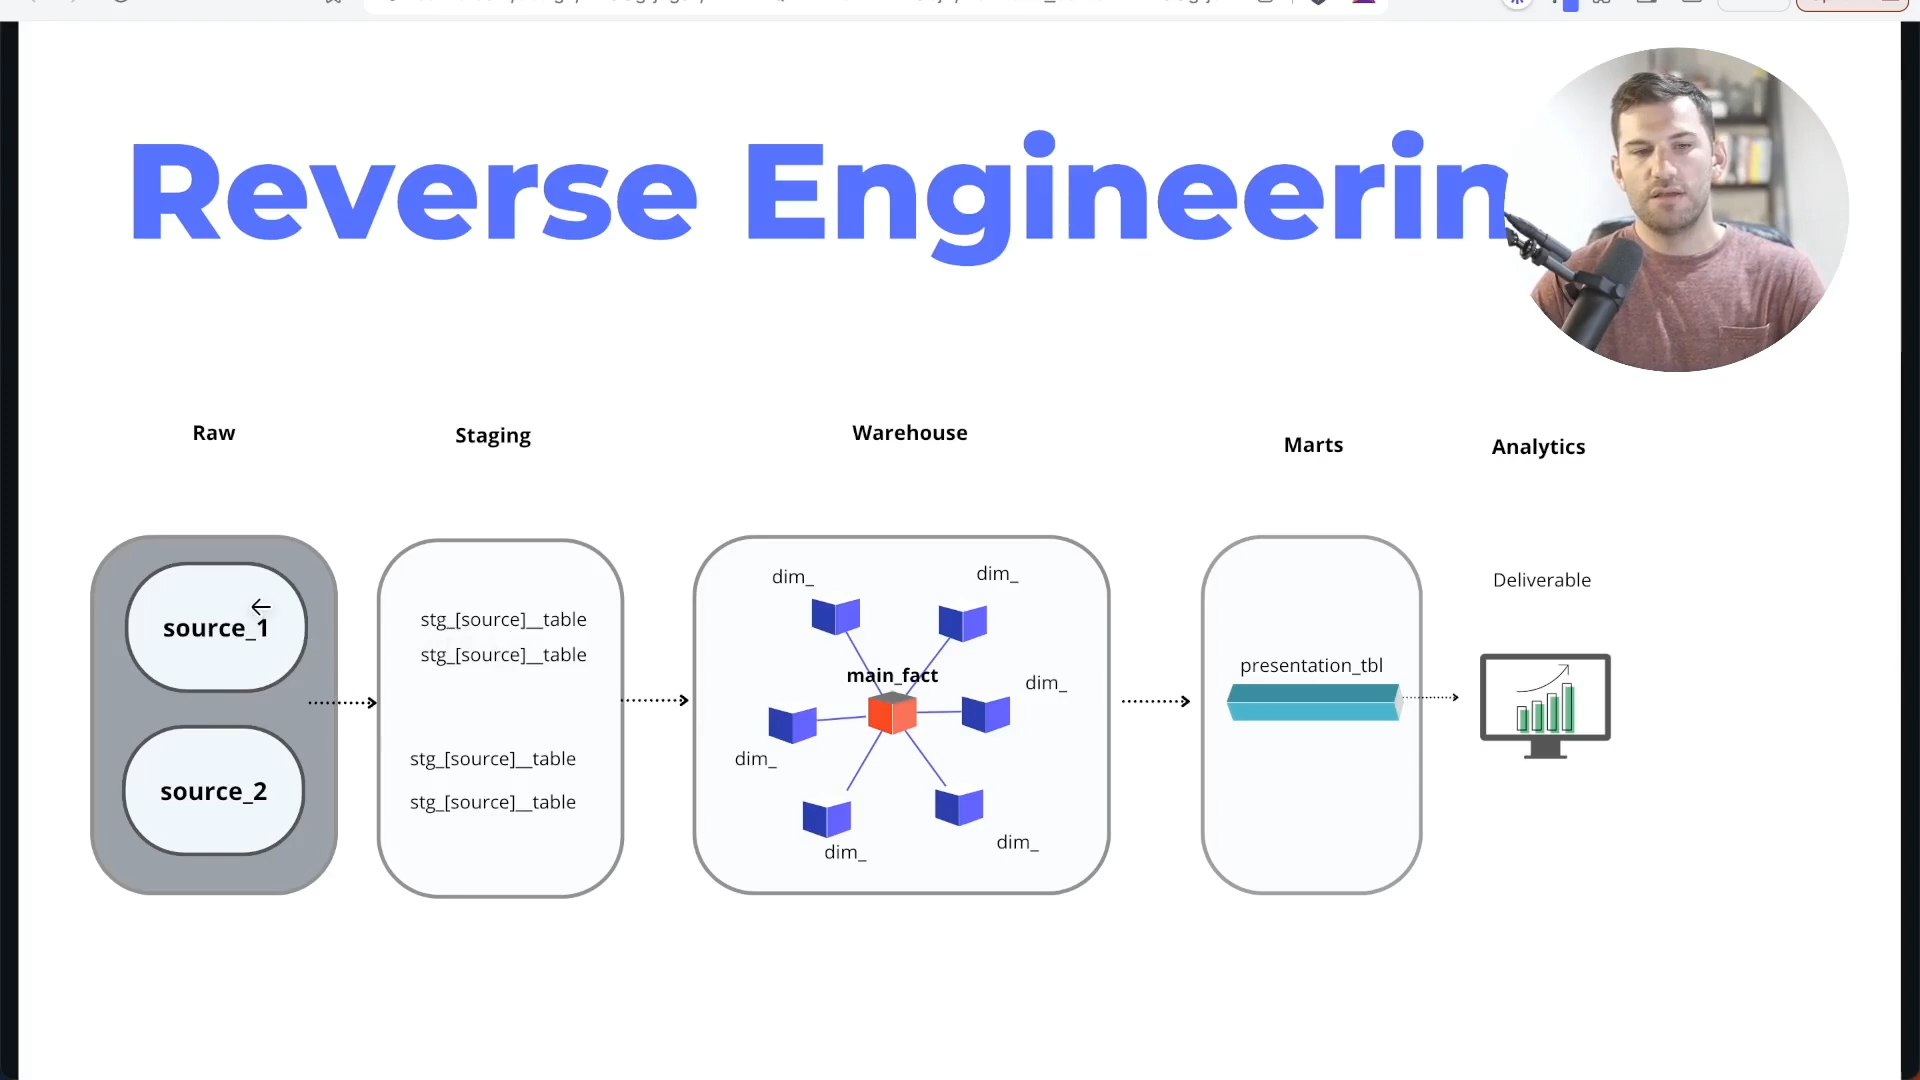 Reverse Engineerin
Raw
Staging
Warehouse
Marts
Analytics
source_1
source_2
stg_[source]__table
stg_[source]__table
stg_[source]__table
stg_[source]__table
dim_
dim_
main_fact
dim_
dim_
dim_
dim_
presentation_tbl
Deliverable